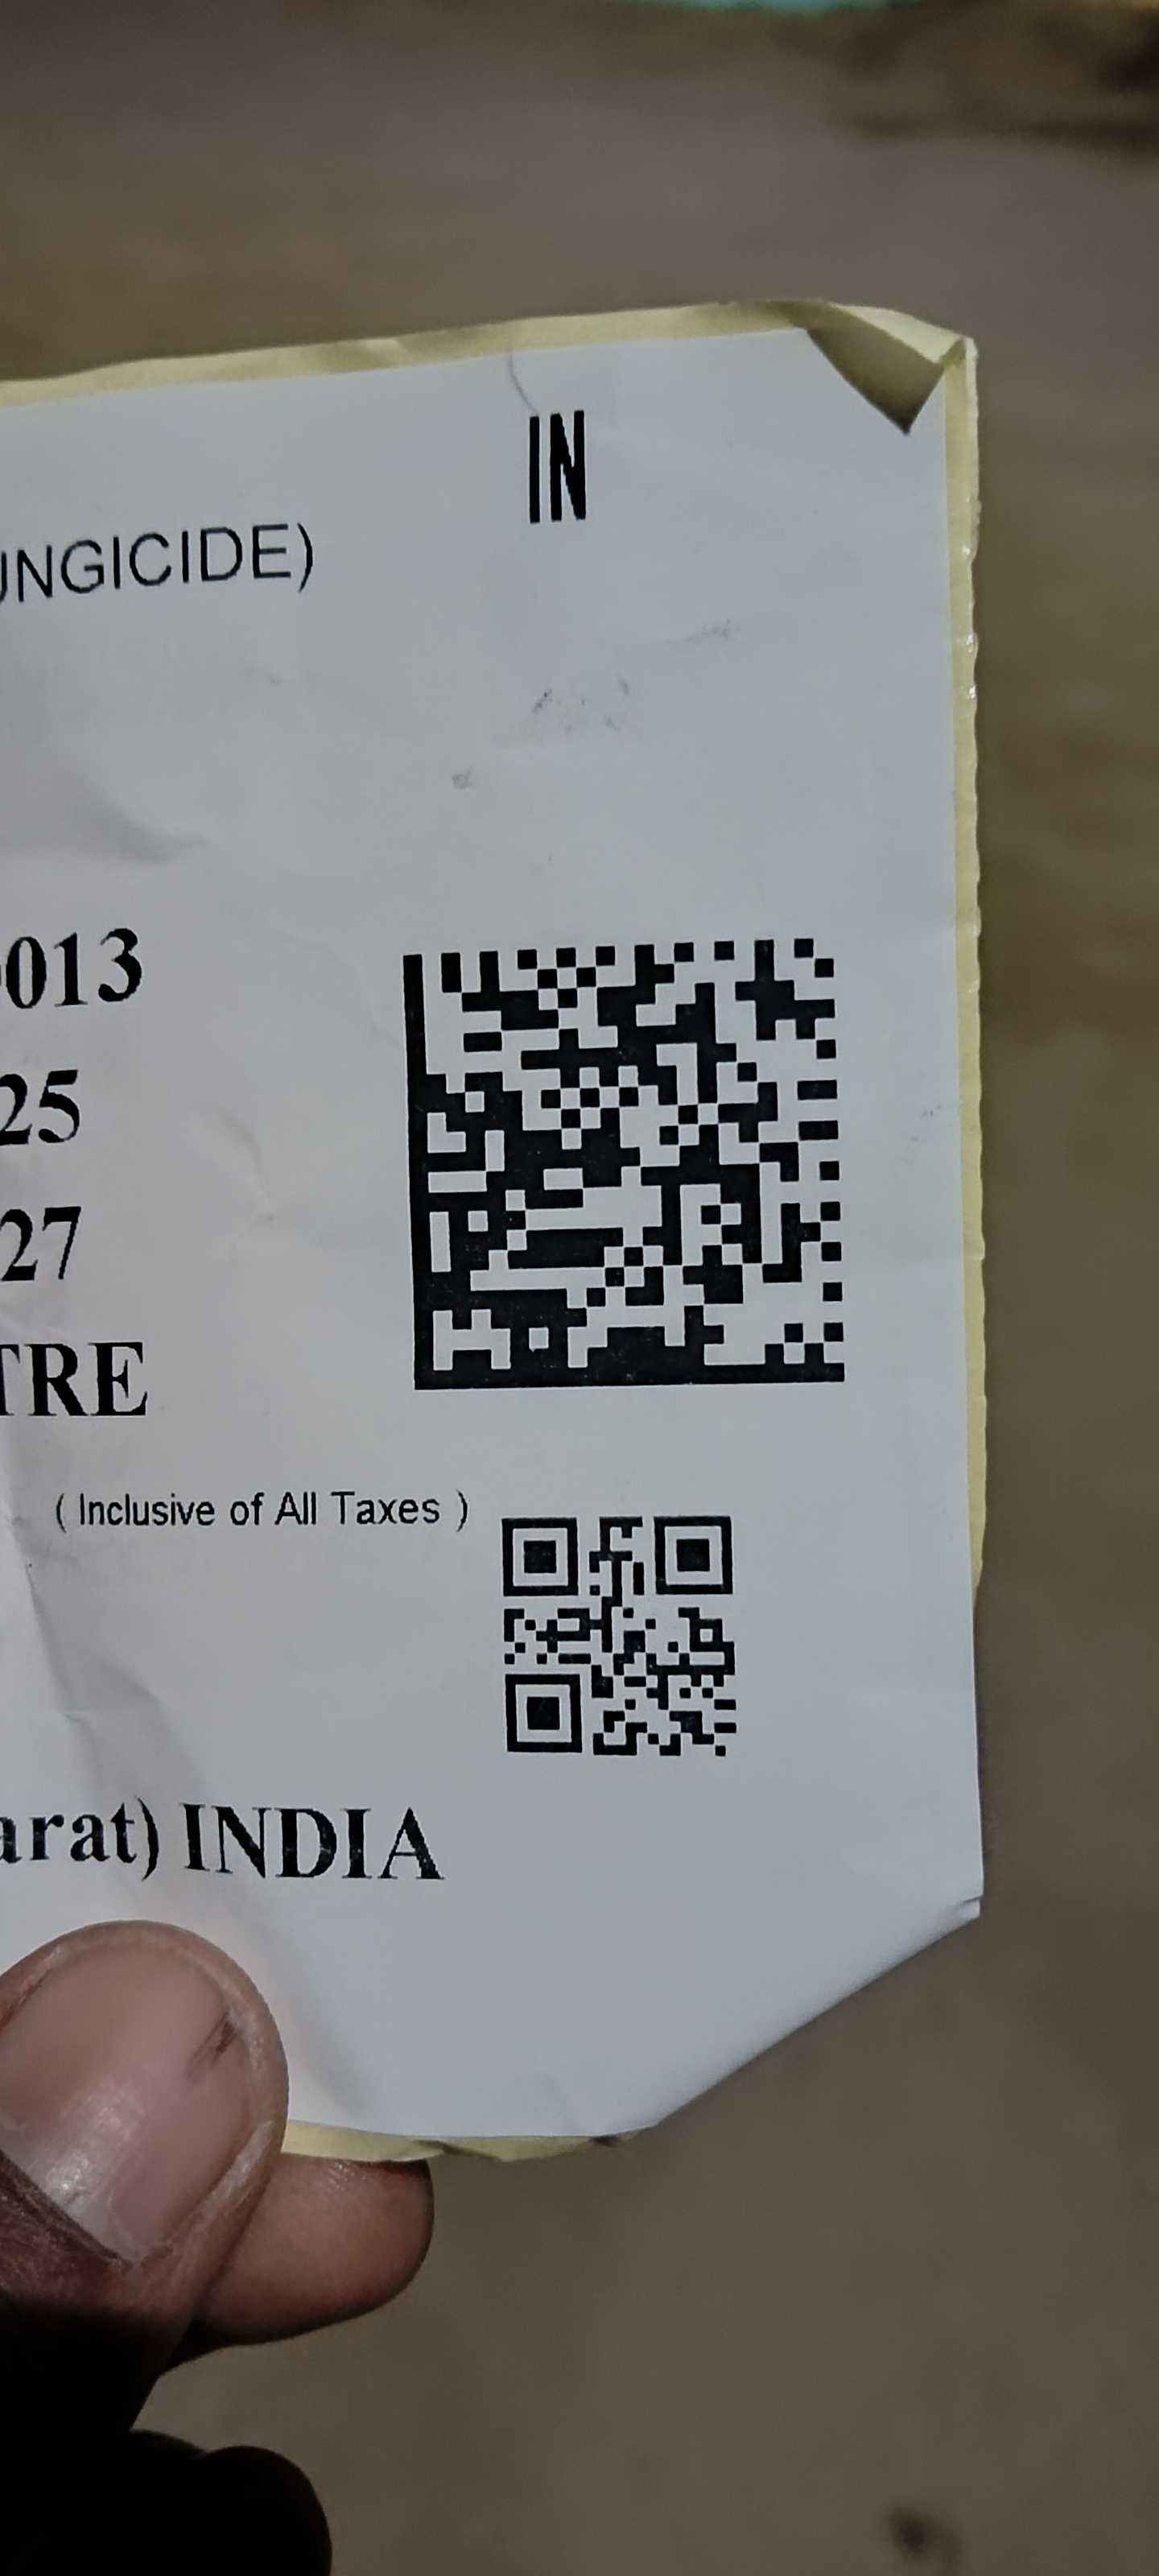 IN
UNGICIDE)
013
25
27
TRE
( Inclusive of All Taxes )
arat) INDIA